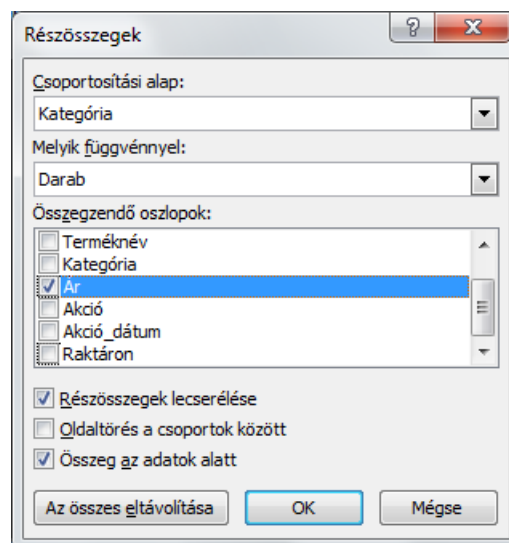 Részösszegek
Csoportosítási alap:
Kategória
Melyik függvénnyel:
Darab
Összegzendő oszlopok:
Terméknév
Kategória
Ár
Akció
Akció_dátum
Raktáron
Részösszegek lecserélése
Oldaltörés a csoportok között
Összeg az adatok alatt
Az összes eltávolítása OK Mégse